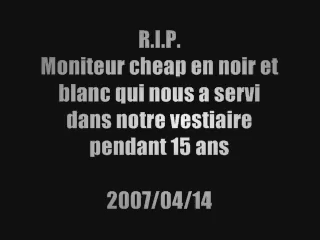 R.I.P.
Moniteur cheap en noir et
blanc qui nous a servi
dans notre vestiaire
pendant 15 ans
2007/04/14